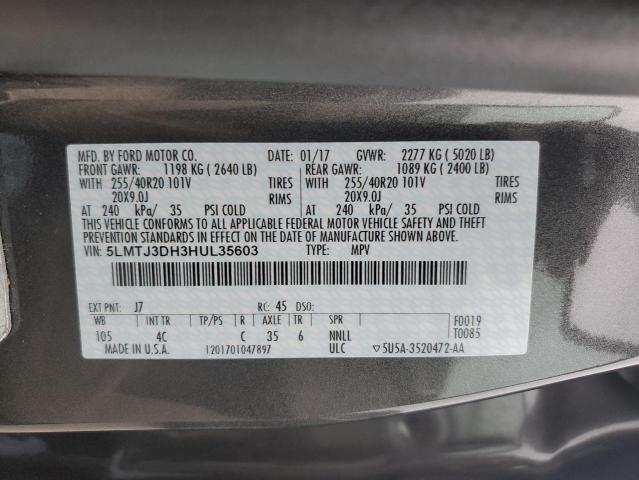 MFD. BY FORD MOTOR CO. 01/17 GVWR: 2277 KG ( 5020 LB)
FRONT GAWR: 1198 KG ( 2640 LB) REAR GAWR: 1089 KG ( 2400 LB)
WITH 255/40R20 101V TIRES WITH 255/40R20 101V TIRES
20X9.0J RIMS 20X9.0J RIMS
AT 240 kPa/ 35 PSI COLD AT 240 kPa/ 35 PSI COLD
THIS VEHICLE CONFORMS TO ALL APPLICABLE FEDERAL MOTOR VEHICLE SAFETY AND THEFT
PREVENTION STANDARDS IN EFFECT ON THE DATE OF MANUFACTURE SHOWN ABOVE.
VIN: 5LMTJ3DH3HUL35603 TYPE: MPV
EXT PNT: J7 RC: 45 DSO:
WB INT TR TP/PS R AXLE TR SPR F0019
105 4C C 35 6 NNLL T0085
MADE IN U.S.A. 1201701047897 ULC ▽5U5A-3520472-AA